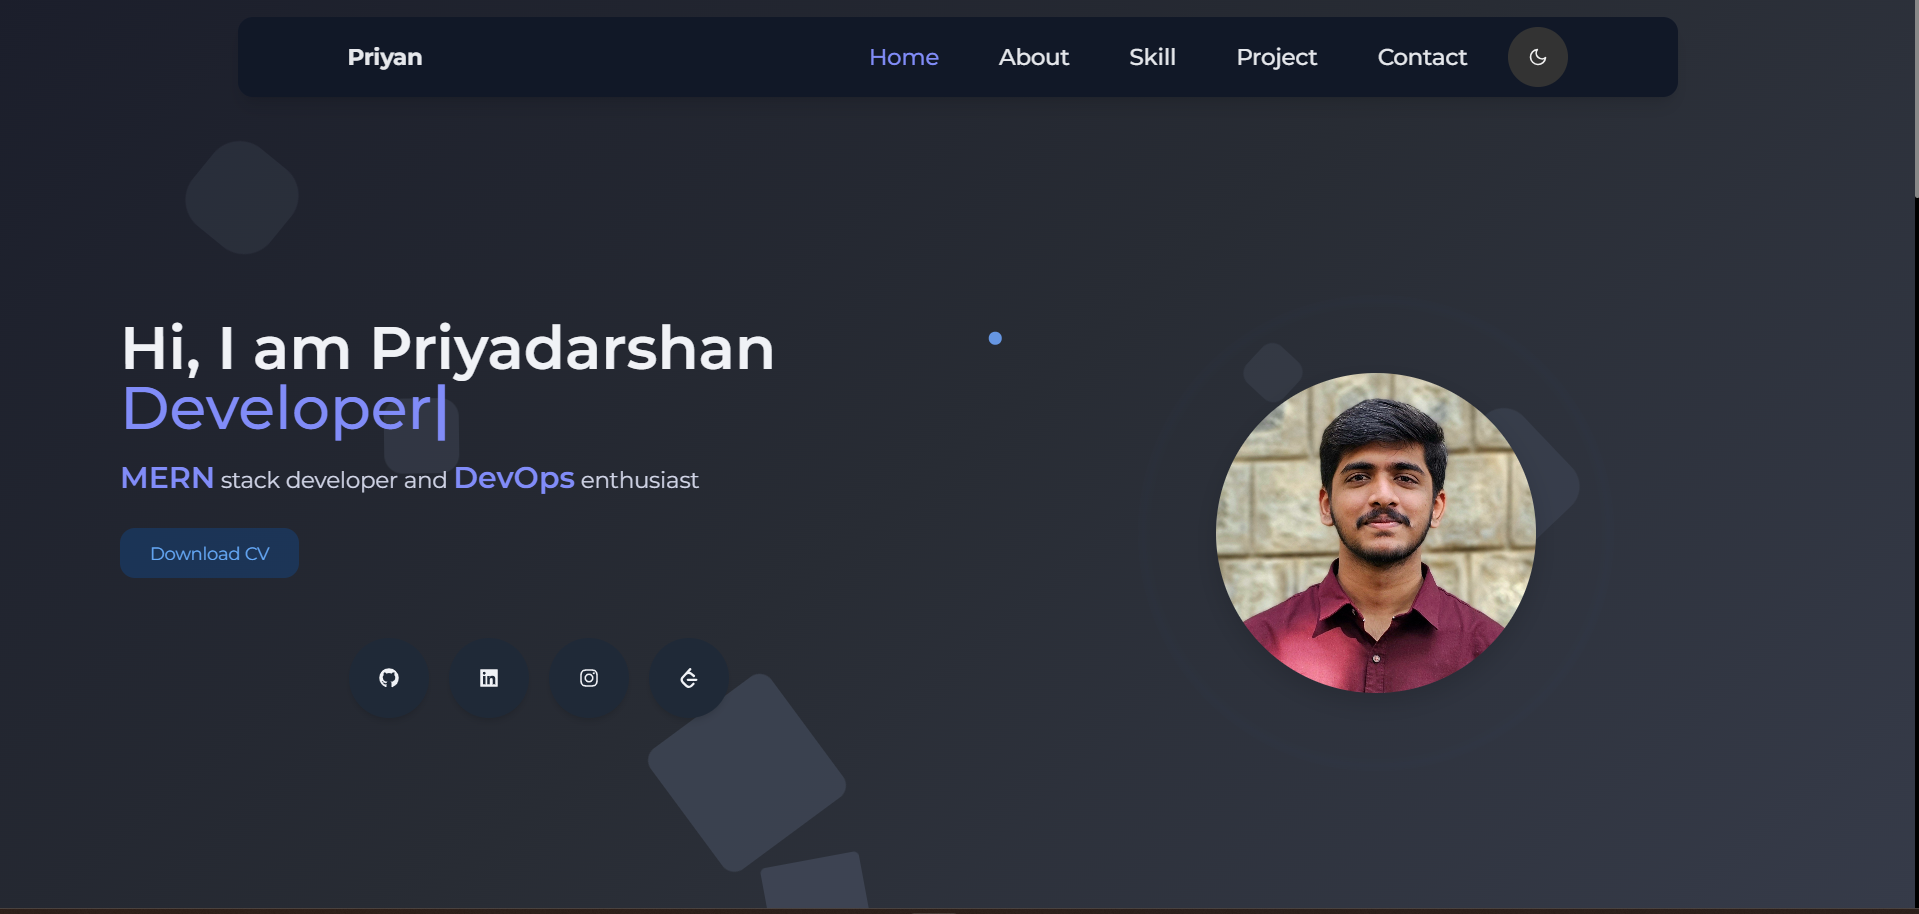 Priyan
Home About Skill Project Contact
Hi, I am Priyadarshan
Developer|
MERN stack developer and DevOps enthusiast
Download CV